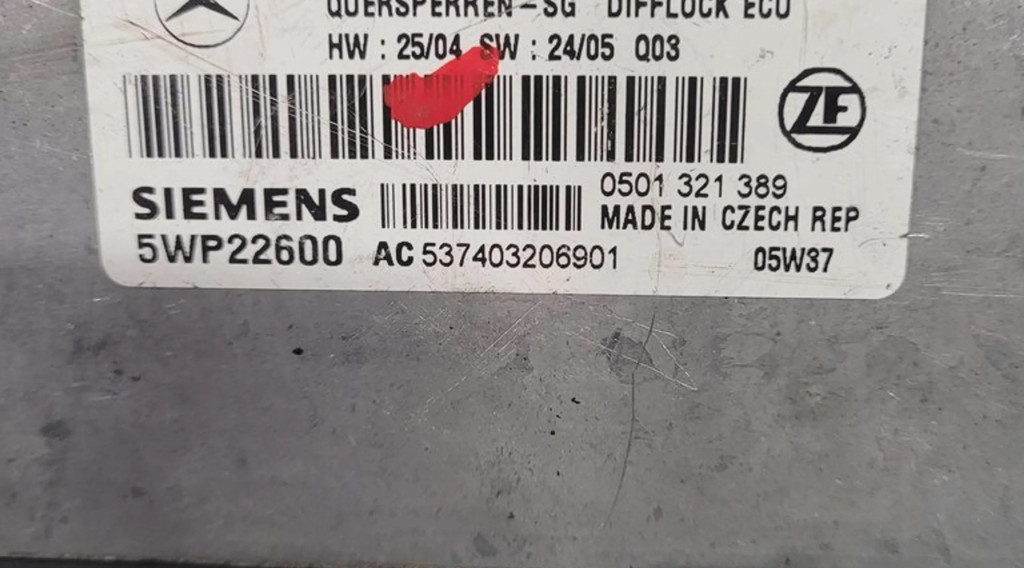 QUERSPERREN-SG DIFFLOCK ECU
HW : 25/04 SW : 24/05 Q03
ZF
0501 321 389
SIEMENS
MADE IN CZECH REP
5WP22600 AC 537403206901 05W37